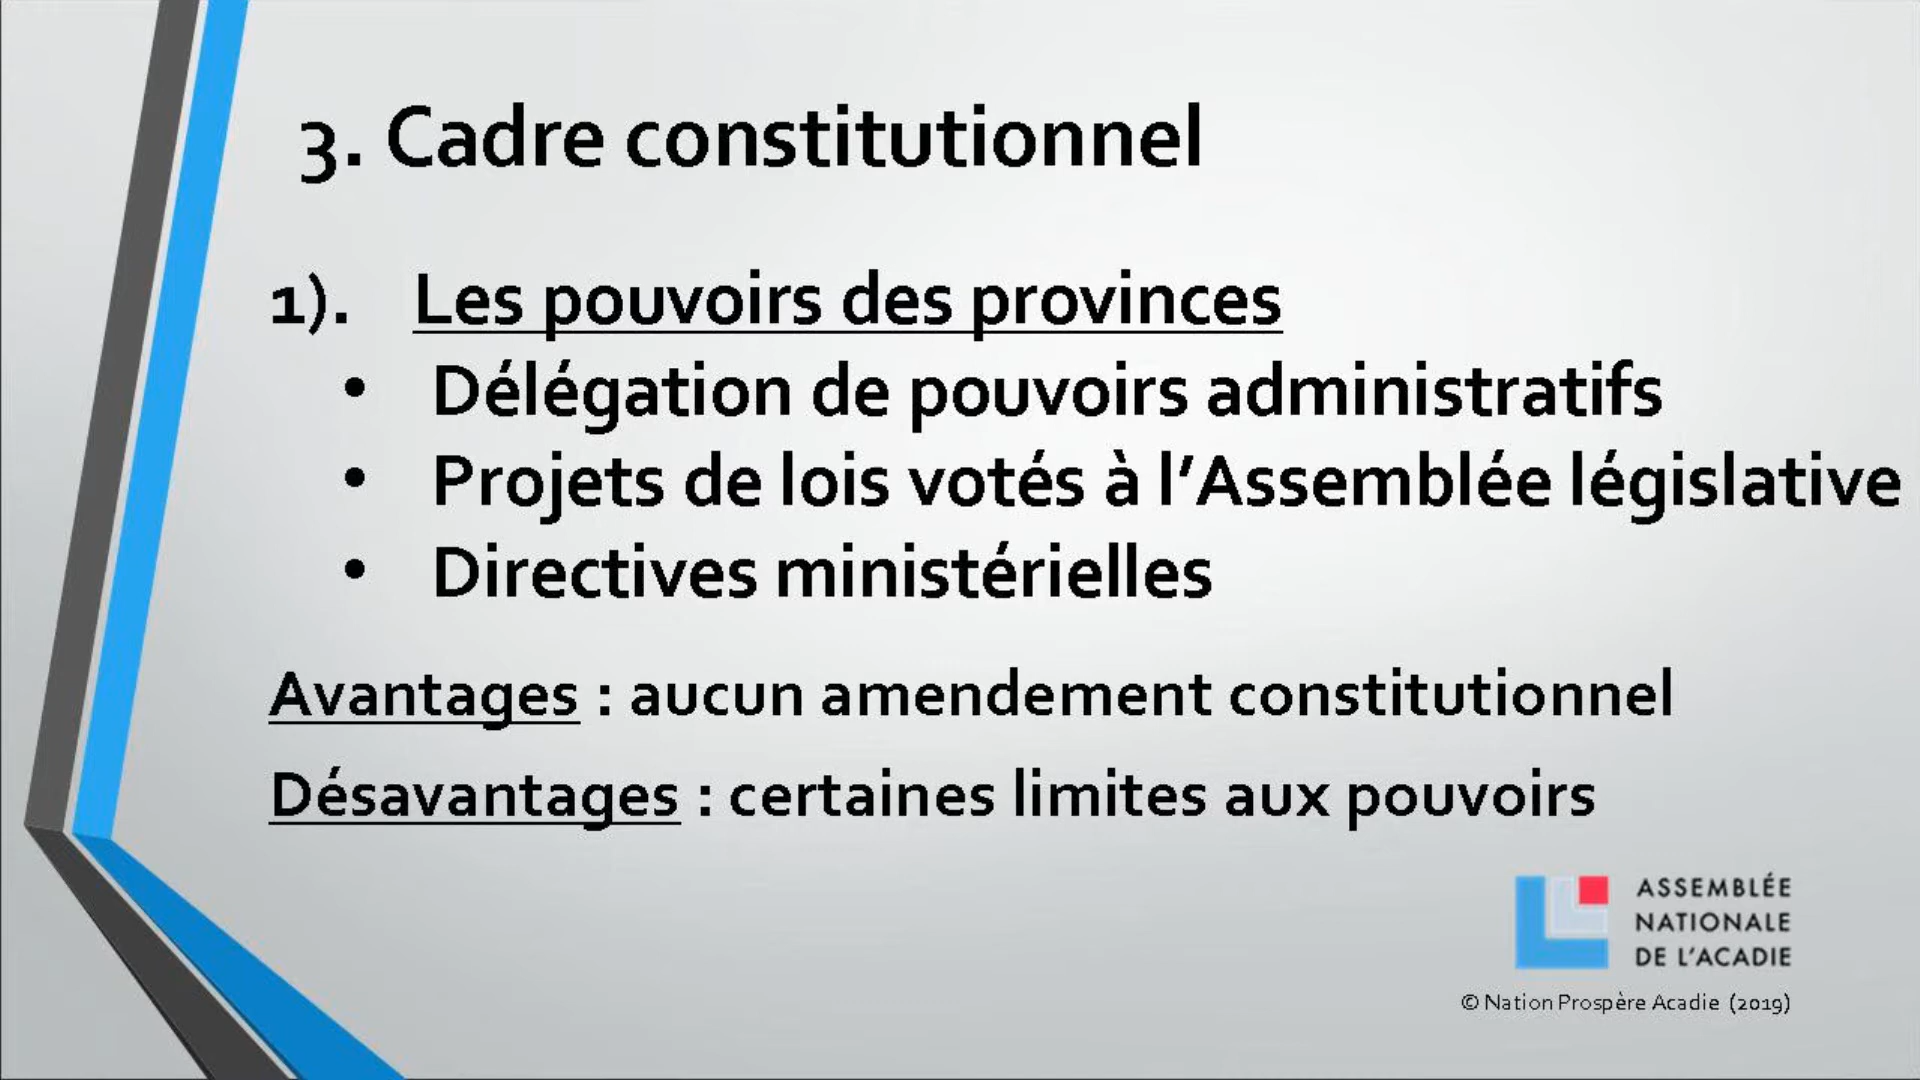 3. Cadre constitutionnel
1). Les pouvoirs des provinces
• Délégation de pouvoirs administratifs
• Projets de lois votés à l’Assemblée législative
• Directives ministérielles
Avantages : aucun amendement constitutionnel
Désavantages : certaines limites aux pouvoirs
ASSEMBLÉE
NATIONALE
DE L'ACADIE
© Nation Prospère Acadie (2019)